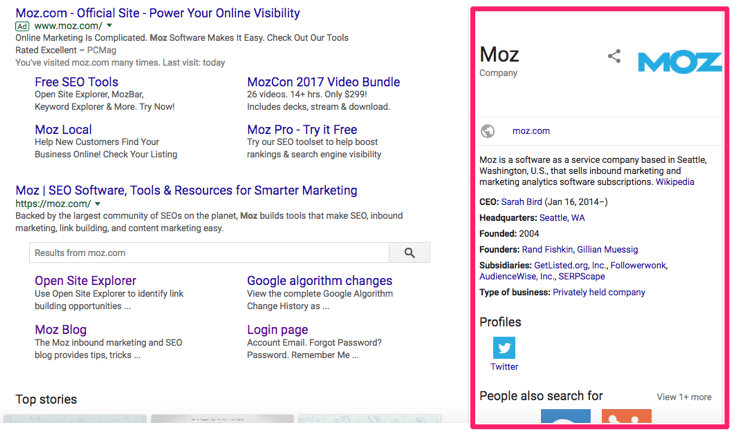 Moz.com - Official Site - Power Your Online Visibility
Ad www.moz.com/
Online Marketing Is Complicated. Moz Software Makes It Easy. Check Out Our Tools
Rated Excellent – PCMag
You've visited moz.com many times. Last visit: today
Free SEO Tools
Open Site Explorer, MozBar,
Keyword Explorer & More. Try Now!
MozCon 2017 Video Bundle
26 videos. 14+ hrs. Only $299!
Includes decks, stream & download.
Moz Local
Help New Customers Find Your
Business Online! Check Your Listing
Moz Pro - Try it Free
Try our SEO toolset to help boost
rankings & search engine visibility
Moz | SEO Software, Tools & Resources for Smarter Marketing
https://moz.com/
Backed by the largest community of SEOs on the planet, Moz builds tools that make SEO, inbound
marketing, link building, and content marketing easy.
Results from moz.com
Open Site Explorer
Use Open Site Explorer to identify link
building opportunities ...
Google algorithm changes
View the complete Google Algorithm
Change History as ...
Moz Blog
The Moz inbound marketing and SEO
blog provides tips, tricks ...
Login page
Account Email. Forgot Password?
Password. Remember Me ...
Top stories
Moz
Company
MOZ
moz.com
Moz is a software as a service company based in Seattle,
Washington, U.S., that sells inbound marketing and
marketing analytics software subscriptions. Wikipedia
CEO: Sarah Bird (Jan 16, 2014–)
Headquarters: Seattle, WA
Founded: 2004
Founders: Rand Fishkin, Gillian Muessig
Subsidiaries: GetListed.org, Inc., Followerwonk,
AudienceWise, Inc., SERPScape
Type of business: Privately held company
Profiles
Twitter
People also search for
View 1+ more